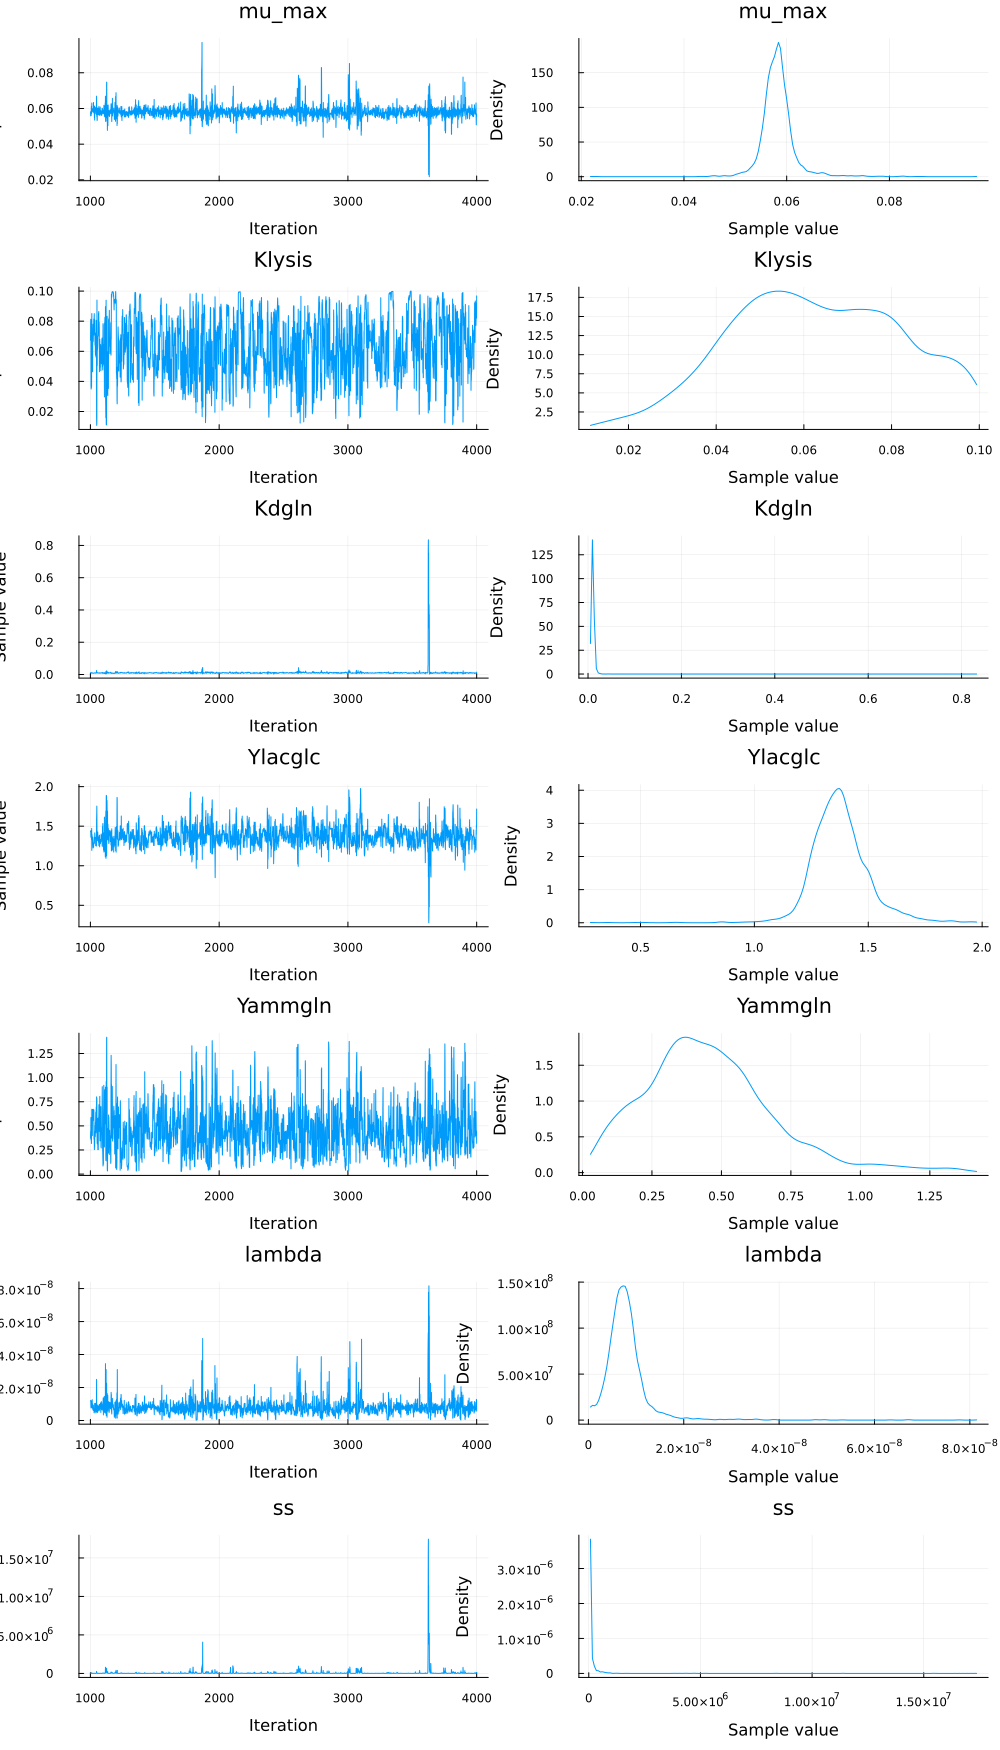 mu_max mu_max
0.08
0.06
0.04
0.02
1000 2000 3000 4000
Iteration
Density
150
100
50
0
0.02 0.04 0.06 0.08
Sample value
Klysis Klysis
0.10
0.08
0.06
0.04
0.02
1000 2000 3000 4000
Iteration
Density
17.5
15.0
12.5
10.0
7.5
5.0
2.5
0.02 0.04 0.06 0.08 0.10
Sample value
Kdgln Kdgln
Sample value
0.8
0.6
0.4
0.2
0.0
1000 2000 3000 4000
Iteration
Density
125
100
75
50
25
0
0.0 0.2 0.4 0.6 0.8
Sample value
Ylacglc Ylacglc
Sample value
2.0
1.5
1.0
0.5
1000 2000 3000 4000
Iteration
Density
4
3
2
1
0
0.5 1.0 1.5 2.0
Sample value
Yammgln Yammgln
1.25
1.00
0.75
0.50
0.25
0.00
1000 2000 3000 4000
Iteration
Density
1.5
1.0
0.5
0.0
0.00 0.25 0.50 0.75 1.00 1.25
Sample value
lambda lambda
8.0×10⁻⁸
6.0×10⁻⁸
4.0×10⁻⁸
2.0×10⁻⁸
0
1000 2000 3000 4000
Iteration
Density
1.50×10⁸
1.00×10⁸
5.00×10⁷
0
0 2.0×10⁻⁸ 4.0×10⁻⁸ 6.0×10⁻⁸ 8.0×10⁻⁸
Sample value
ss ss
1.50×10⁷
1.00×10⁷
5.00×10⁶
0
1000 2000 3000 4000
Iteration
Density
3.0×10⁻⁶
2.0×10⁻⁶
1.0×10⁻⁶
0
0 5.00×10⁶ 1.00×10⁷ 1.50×10⁷
Sample value